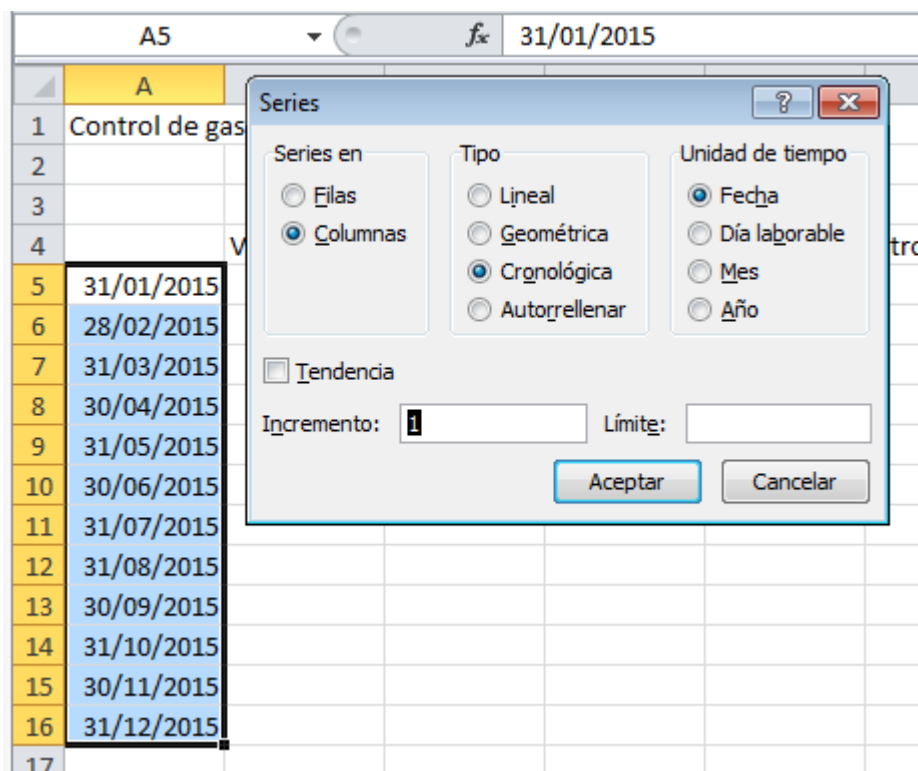 A5 fx 31/01/2015
A
1 Control de gas
2
3
4 V tro
5 31/01/2015
6 28/02/2015
7 31/03/2015
8 30/04/2015
9 31/05/2015
10 30/06/2015
11 31/07/2015
12 31/08/2015
13 30/09/2015
14 31/10/2015
15 30/11/2015
16 31/12/2015
17
Series ?
Series en
Filas
Columnas
Tipo
Lineal
Geométrica
Cronológica
Autorrellenar
Unidad de tiempo
Fecha
Día laborable
Mes
Año
Tendencia
Incremento: 1 Límite:
Aceptar Cancelar